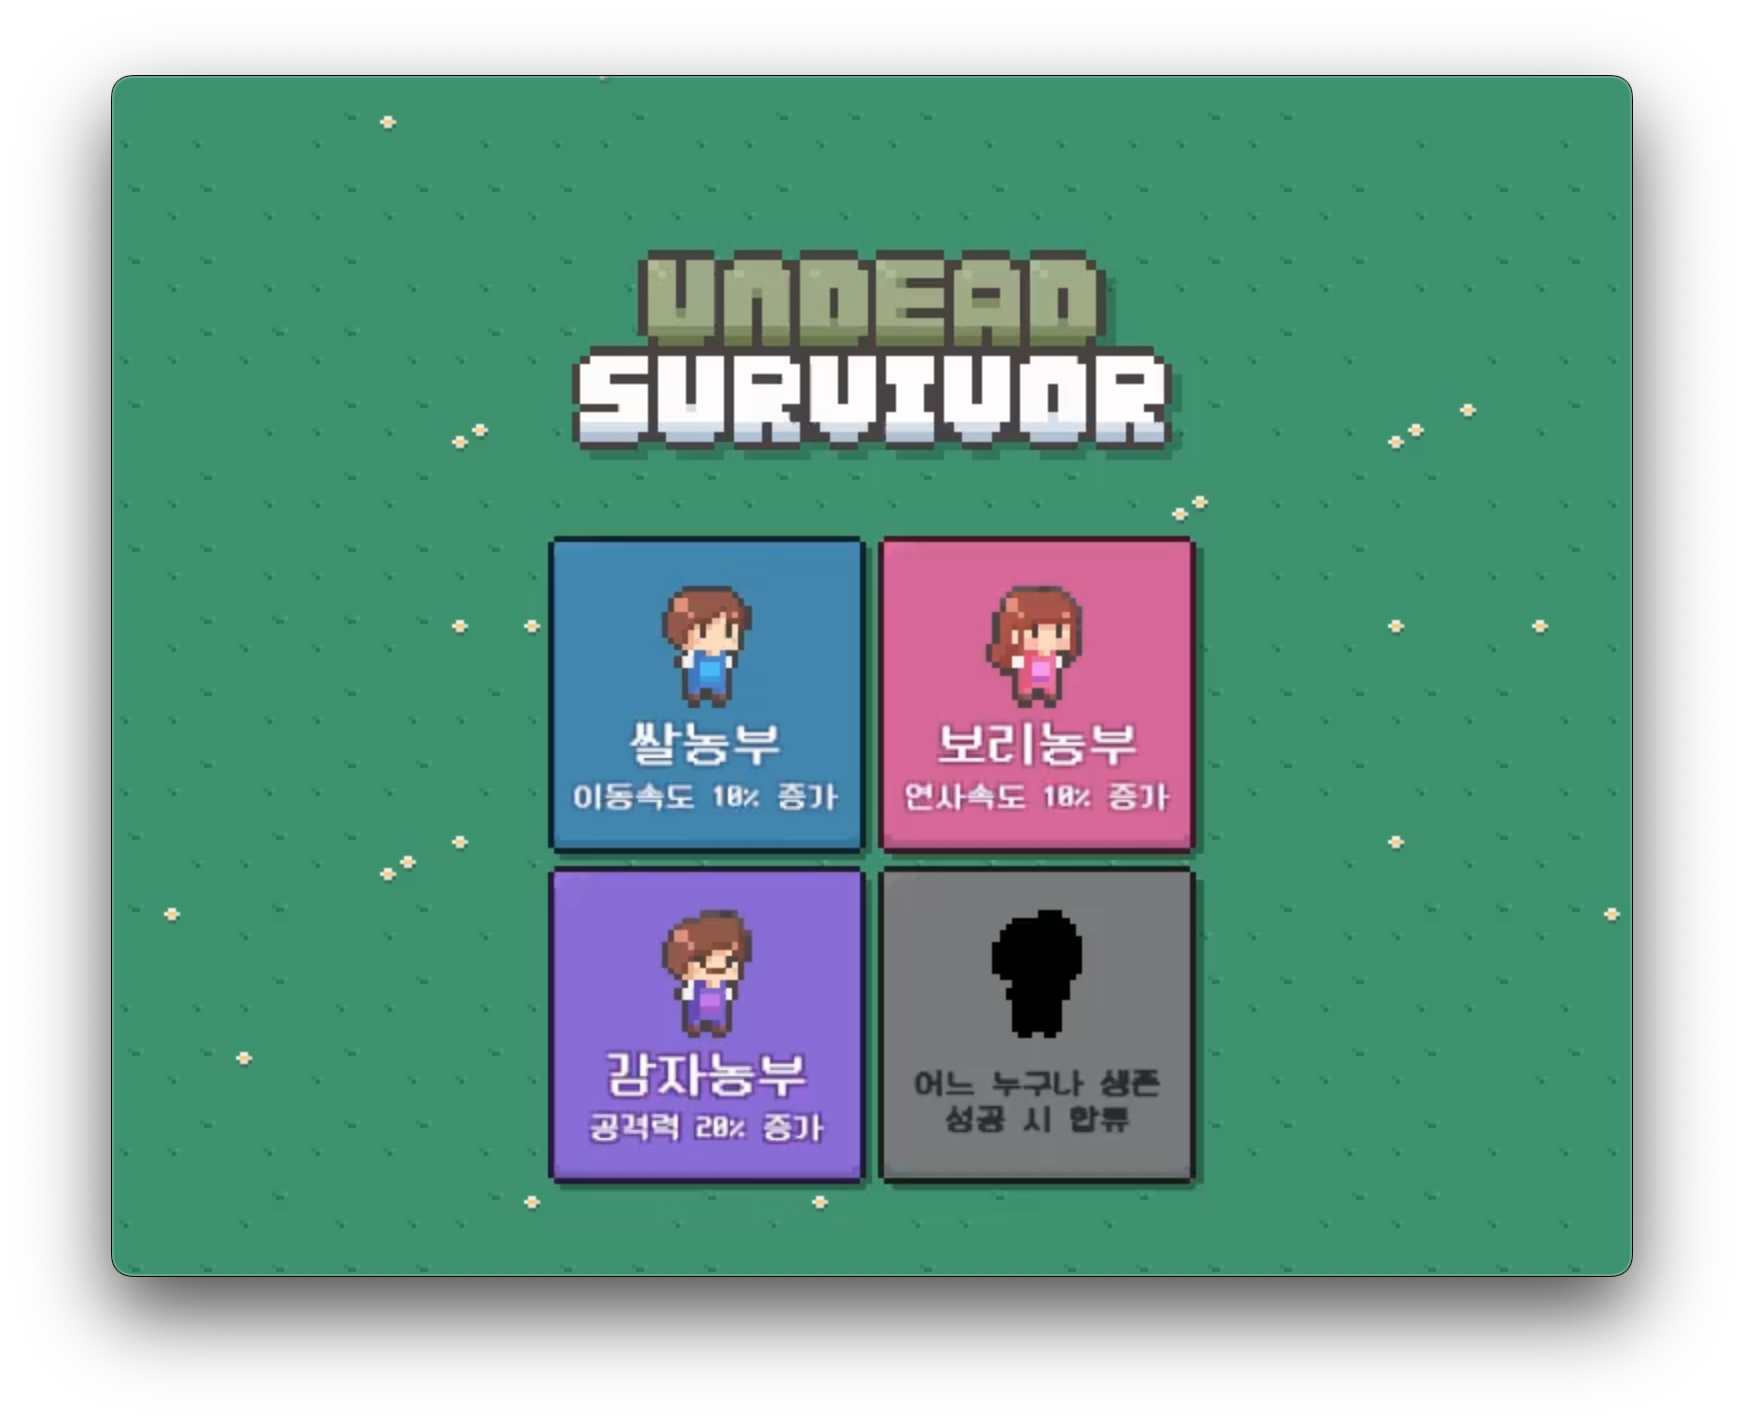 UNDEAD
SURVIVOR
쌀농부
이동속도 10% 증가
보리농부
연사속도 10% 증가
감자농부
공격력 20% 증가
어느 누구나 생존
성공 시 합류